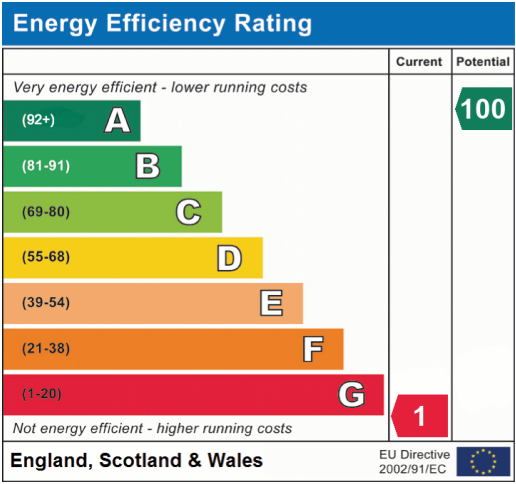 Energy Efficiency Rating
Current Potential
Very energy efficient - lower running costs
(92+) A 100
(81-91) B
(69-80) C
(55-68) D
(39-54) E
(21-38) F
(1-20) G 1
Not energy efficient - higher running costs
England, Scotland & Wales
EU Directive
2002/91/EC